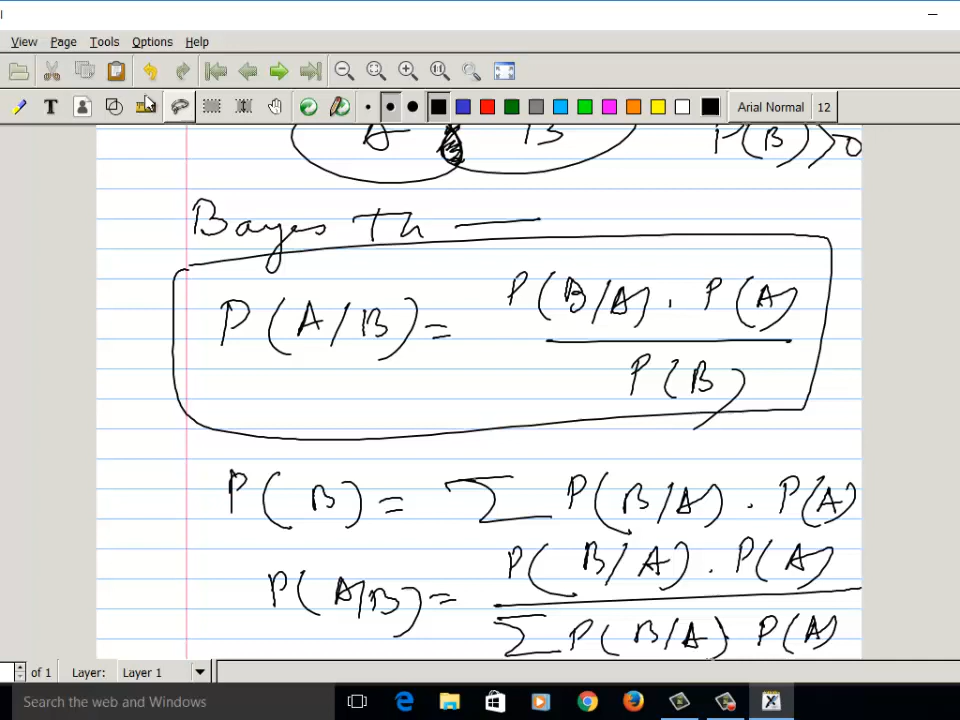 View Page Tools Options Help
T Arial Normal 12
A B P(B)>0
Bayes Th —
P(A/B)= P(B/A). P(A)
P(B)
P(B)= ∑ P(B/A) . P(A)
P(A/B)= P(B/A). P(A)
∑ P(B/A) P(A)
of 1 Layer: Layer 1
Search the web and Windows